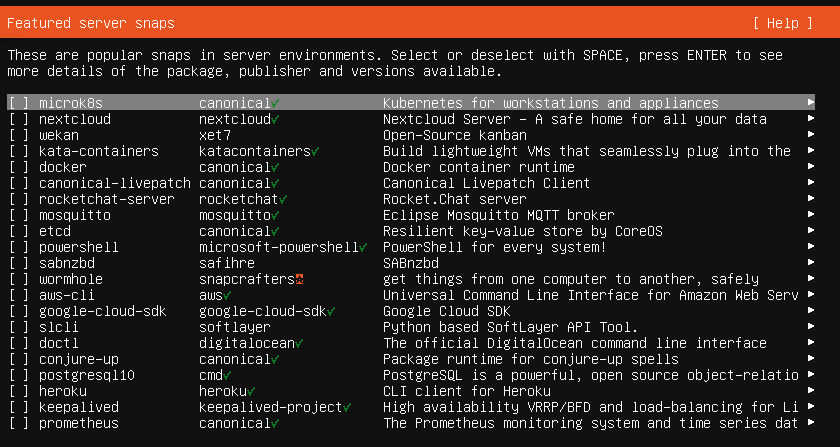 Featured server snaps [ Help ]
These are popular snaps in server environments. Select or deselect with SPACE, press ENTER to see
more details of the package, publisher and versions available.
[ ] microk8s canonical✓ Kubernetes for workstations and appliances ▸
[ ] nextcloud nextcloud✓ Nextcloud Server - A safe home for all your data ▸
[ ] wekan xet7 Open-Source kanban ▸
[ ] kata-containers katacontainers✓ Build lightweight VMs that seamlessly plug into the ▸
[ ] docker canonical✓ Docker container runtime ▸
[ ] canonical-livepatch canonical✓ Canonical Livepatch Client ▸
[ ] rocketchat-server rocketchat✓ Rocket.Chat server ▸
[ ] mosquitto mosquitto✓ Eclipse Mosquitto MQTT broker ▸
[ ] etcd canonical✓ Resilient key-value store by CoreOS ▸
[ ] powershell microsoft-powershell✓ PowerShell for every system! ▸
[ ] sabnzbd safihre SABnzbd ▸
[ ] wormhole snapcrafters get things from one computer to another, safely ▸
[ ] aws-cli aws✓ Universal Command Line Interface for Amazon Web Serv ▸
[ ] google-cloud-sdk google-cloud-sdk✓ Google Cloud SDK ▸
[ ] slcli softlayer Python based SoftLayer API Tool. ▸
[ ] doctl digitalocean✓ The official DigitalOcean command line interface ▸
[ ] conjure-up canonical✓ Package runtime for conjure-up spells ▸
[ ] postgresql10 cmd✓ PostgreSQL is a powerful, open source object-relatio ▸
[ ] heroku heroku✓ CLI client for Heroku ▸
[ ] keepalived keepalived-project✓ High availability VRRP/BFD and load-balancing for Li ▸
[ ] prometheus canonical✓ The Prometheus monitoring system and time series dat ▸